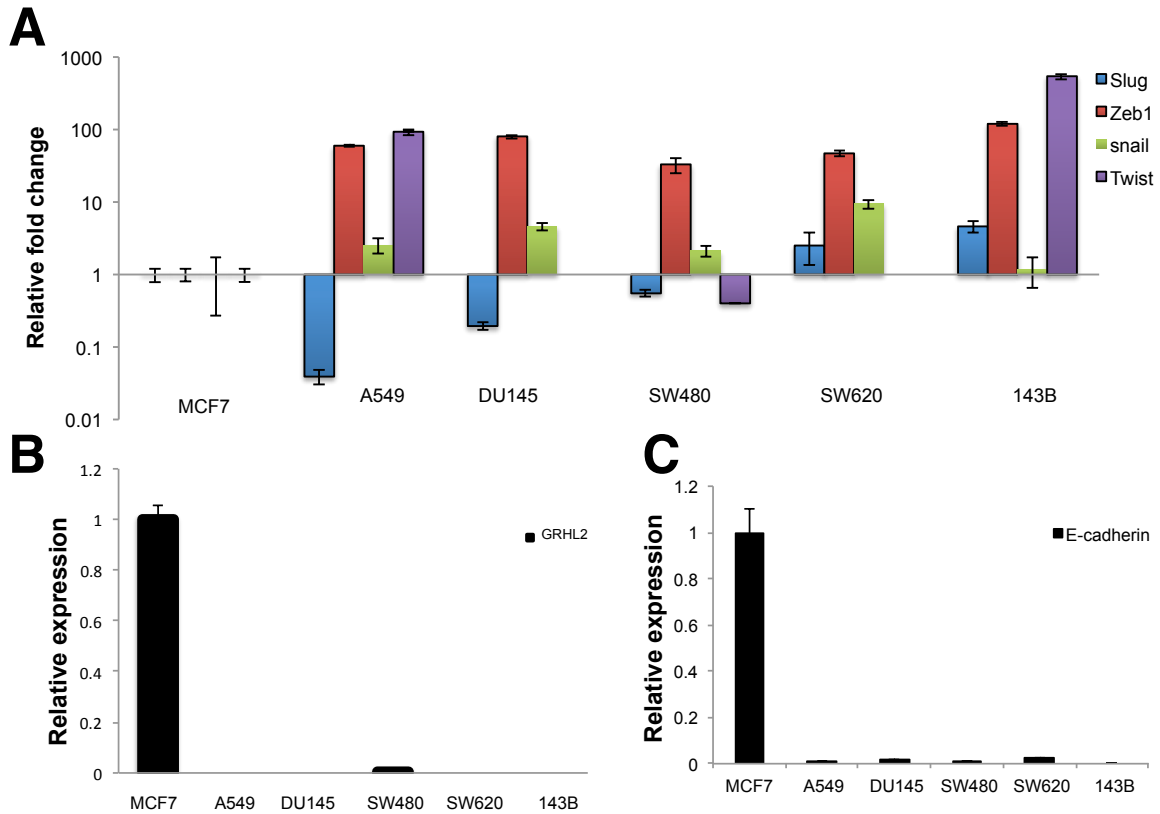 A
Relative fold change
1000
100
10
1
0.1
0.01
MCF7
A549
DU145
SW480
SW620
143B
Slug
Zeb1
snail
Twist
B
Relative expression
1.2
1
0.8
0.6
0.4
0.2
0
GRHL2
MCF7 A549 DU145 SW480 SW620 143B
C
Relative expression
1.2
1
0.8
0.6
0.4
0.2
0
E-cadherin
MCF7 A549 DU145 SW480 SW620 143B